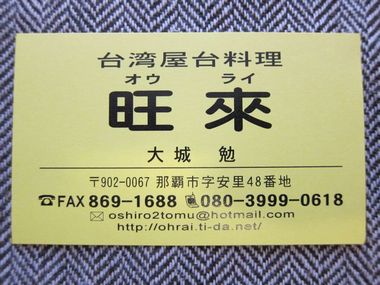 台湾屋台料理
オウ ライ
旺來
大城 勉
〒902-0067 那覇市字安里48番地
☎FAX 869-1688 080-3999-0618
oshiro2tomu@hotmail.com
http://ohrai.ti-da.net/